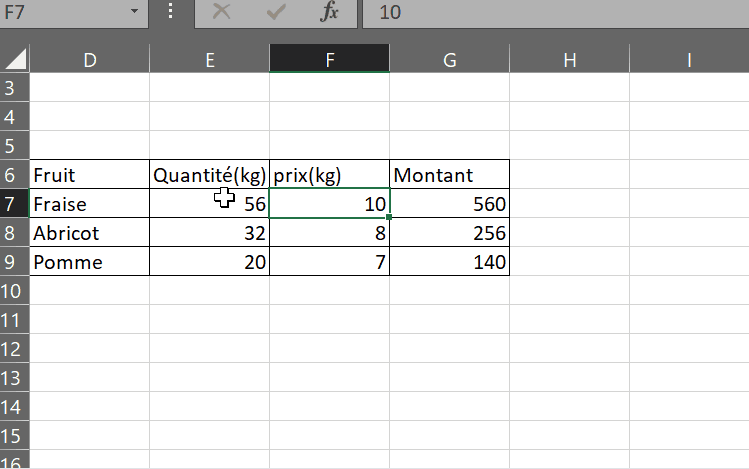 F7 fx 10
D E F G H I
3
4
5
6 Fruit Quantité(kg) prix(kg) Montant
7 Fraise 56 10 560
8 Abricot 32 8 256
9 Pomme 20 7 140
10
11
12
13
14
15
16